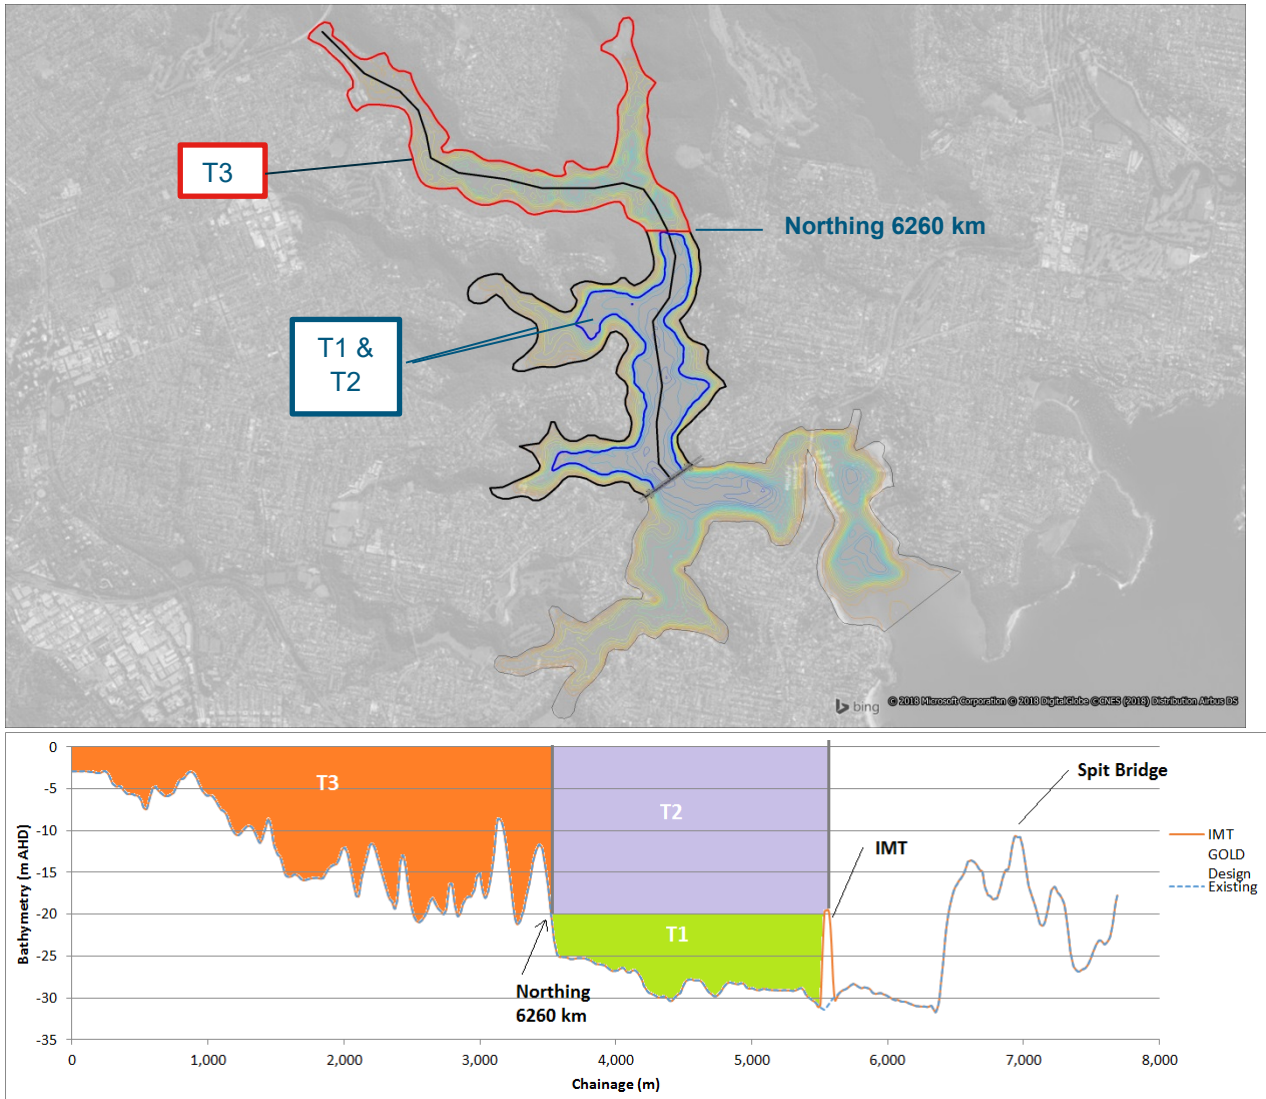 T3
Northing 6260 km
T1 &
T2
bing
© 2018 Microsoft Corporation © 2018 DigitalGlobe ©CNES (2018) Distribution Airbus DS
0
-5
-10
-15
-20
-25
-30
-35
Bathymetry (m AHD)
T3
T2
T1
Spit Bridge
IMT
Northing
6260 km
IMT
GOLD
Design
Existing
0
1,000
2,000
3,000
4,000
5,000
6,000
7,000
8,000
Chainage (m)